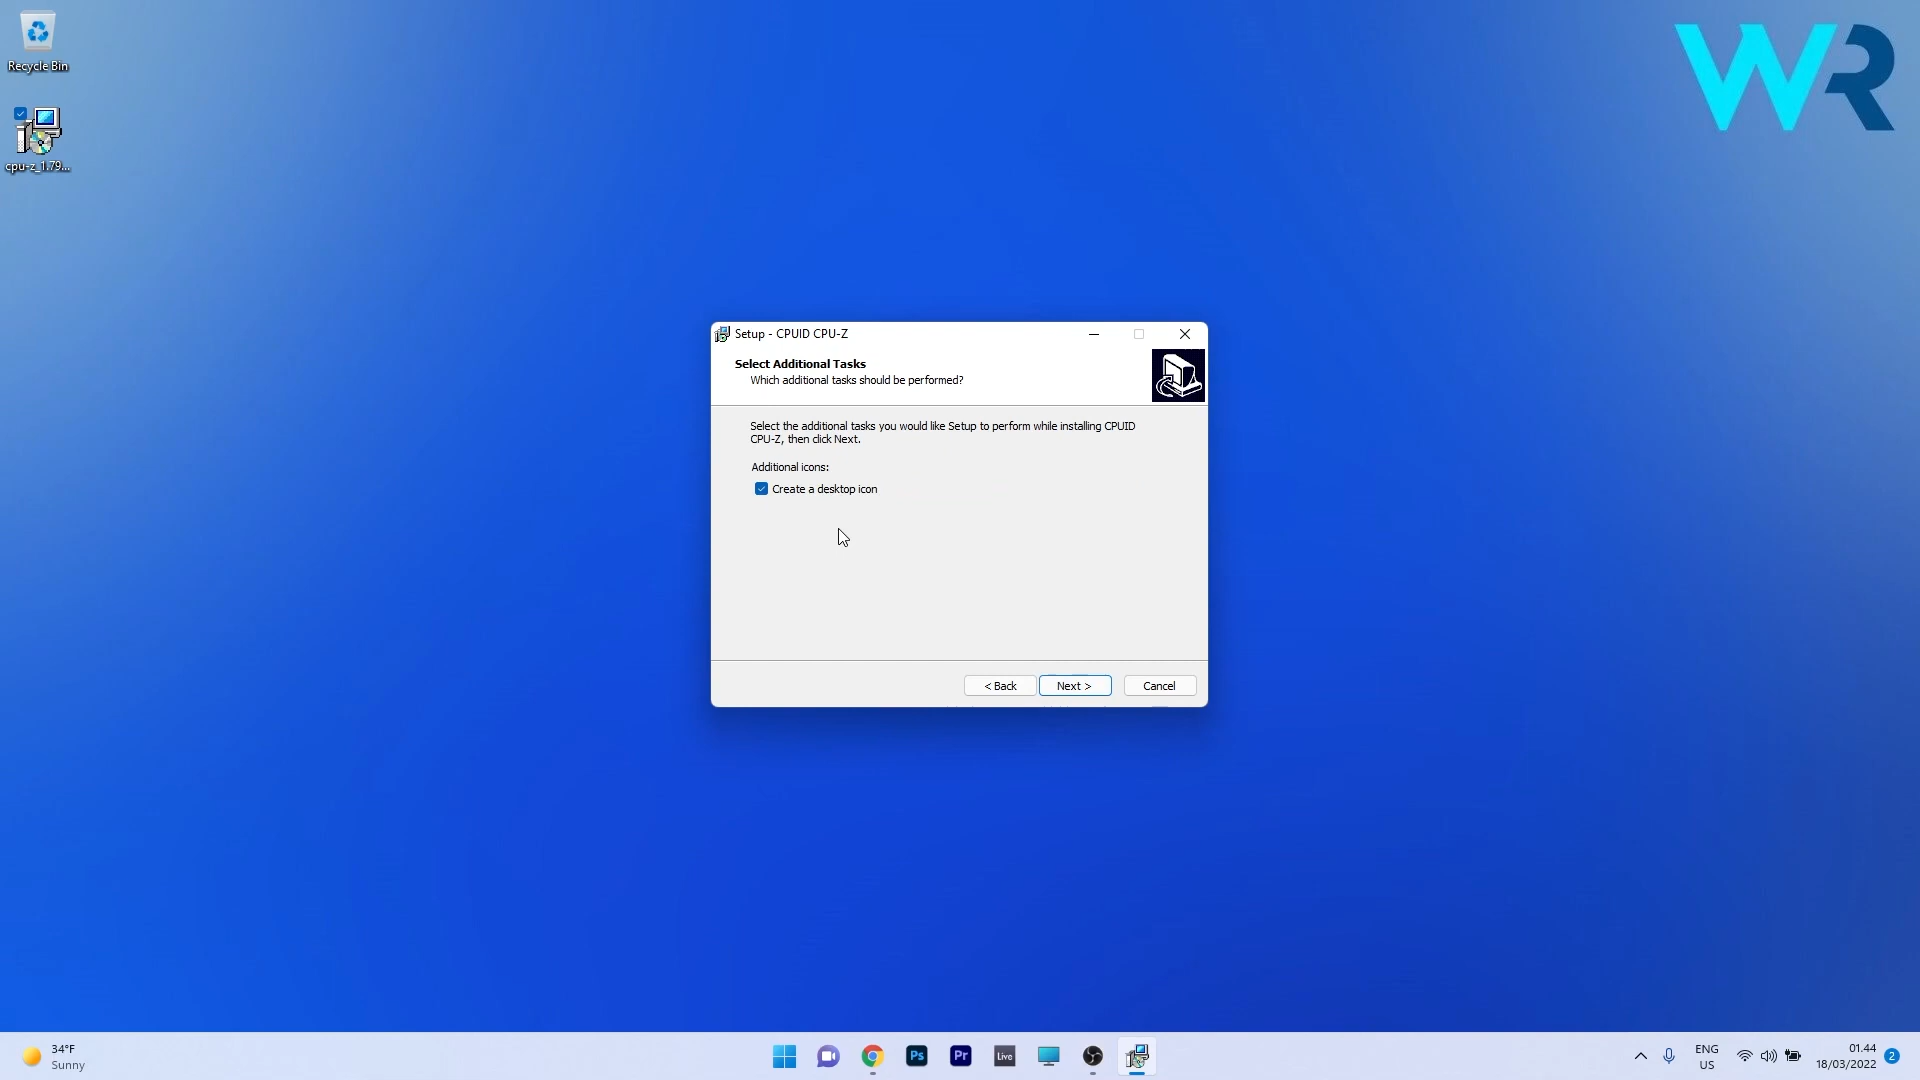 Recycle Bin
cpu-z_1.79...
WR
Setup - CPUID CPU-Z
Select Additional Tasks
Which additional tasks should be performed?
Select the additional tasks you would like Setup to perform while installing CPUID
CPU-Z, then click Next.
Additional icons:
Create a desktop icon
< Back
Next >
Cancel
34°F
Sunny
Ps
Pr
Live
ENG
US
01.44
18/03/2022
2